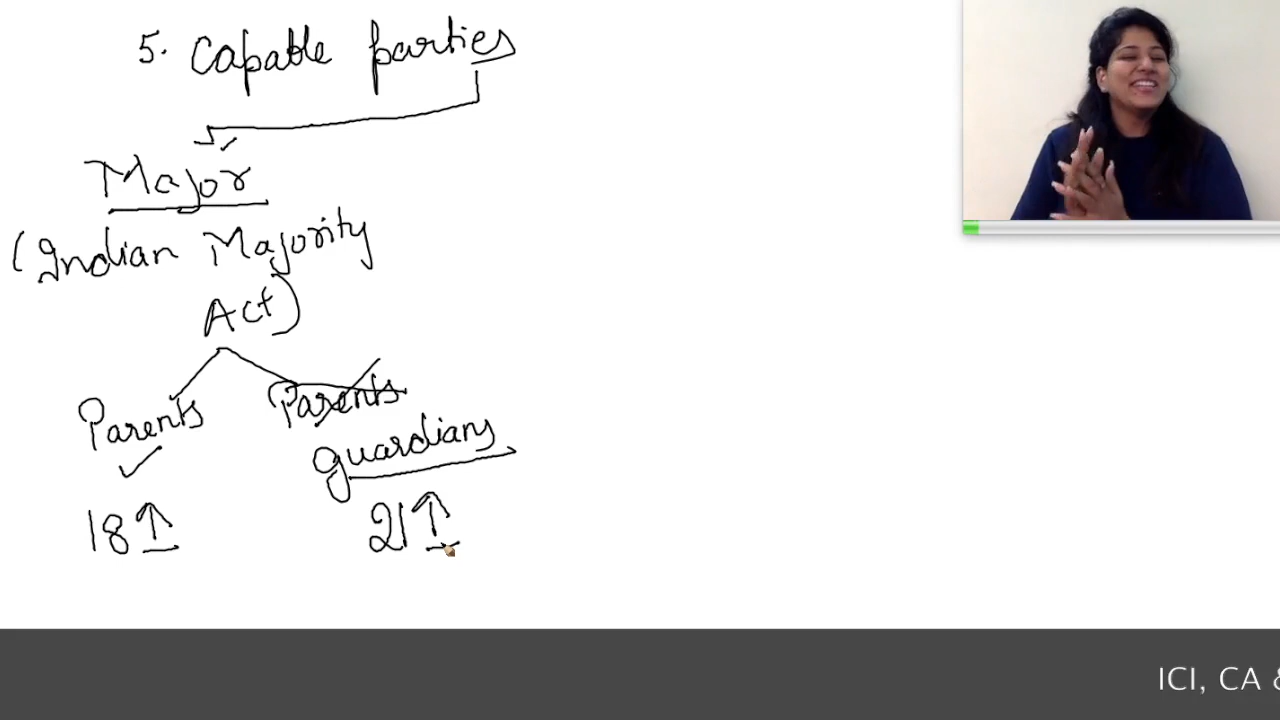 5. Capable parties
Major
(Indian Majority
Act)
Parents Parents
guardians
18↑ 21↑
ICI, CA &